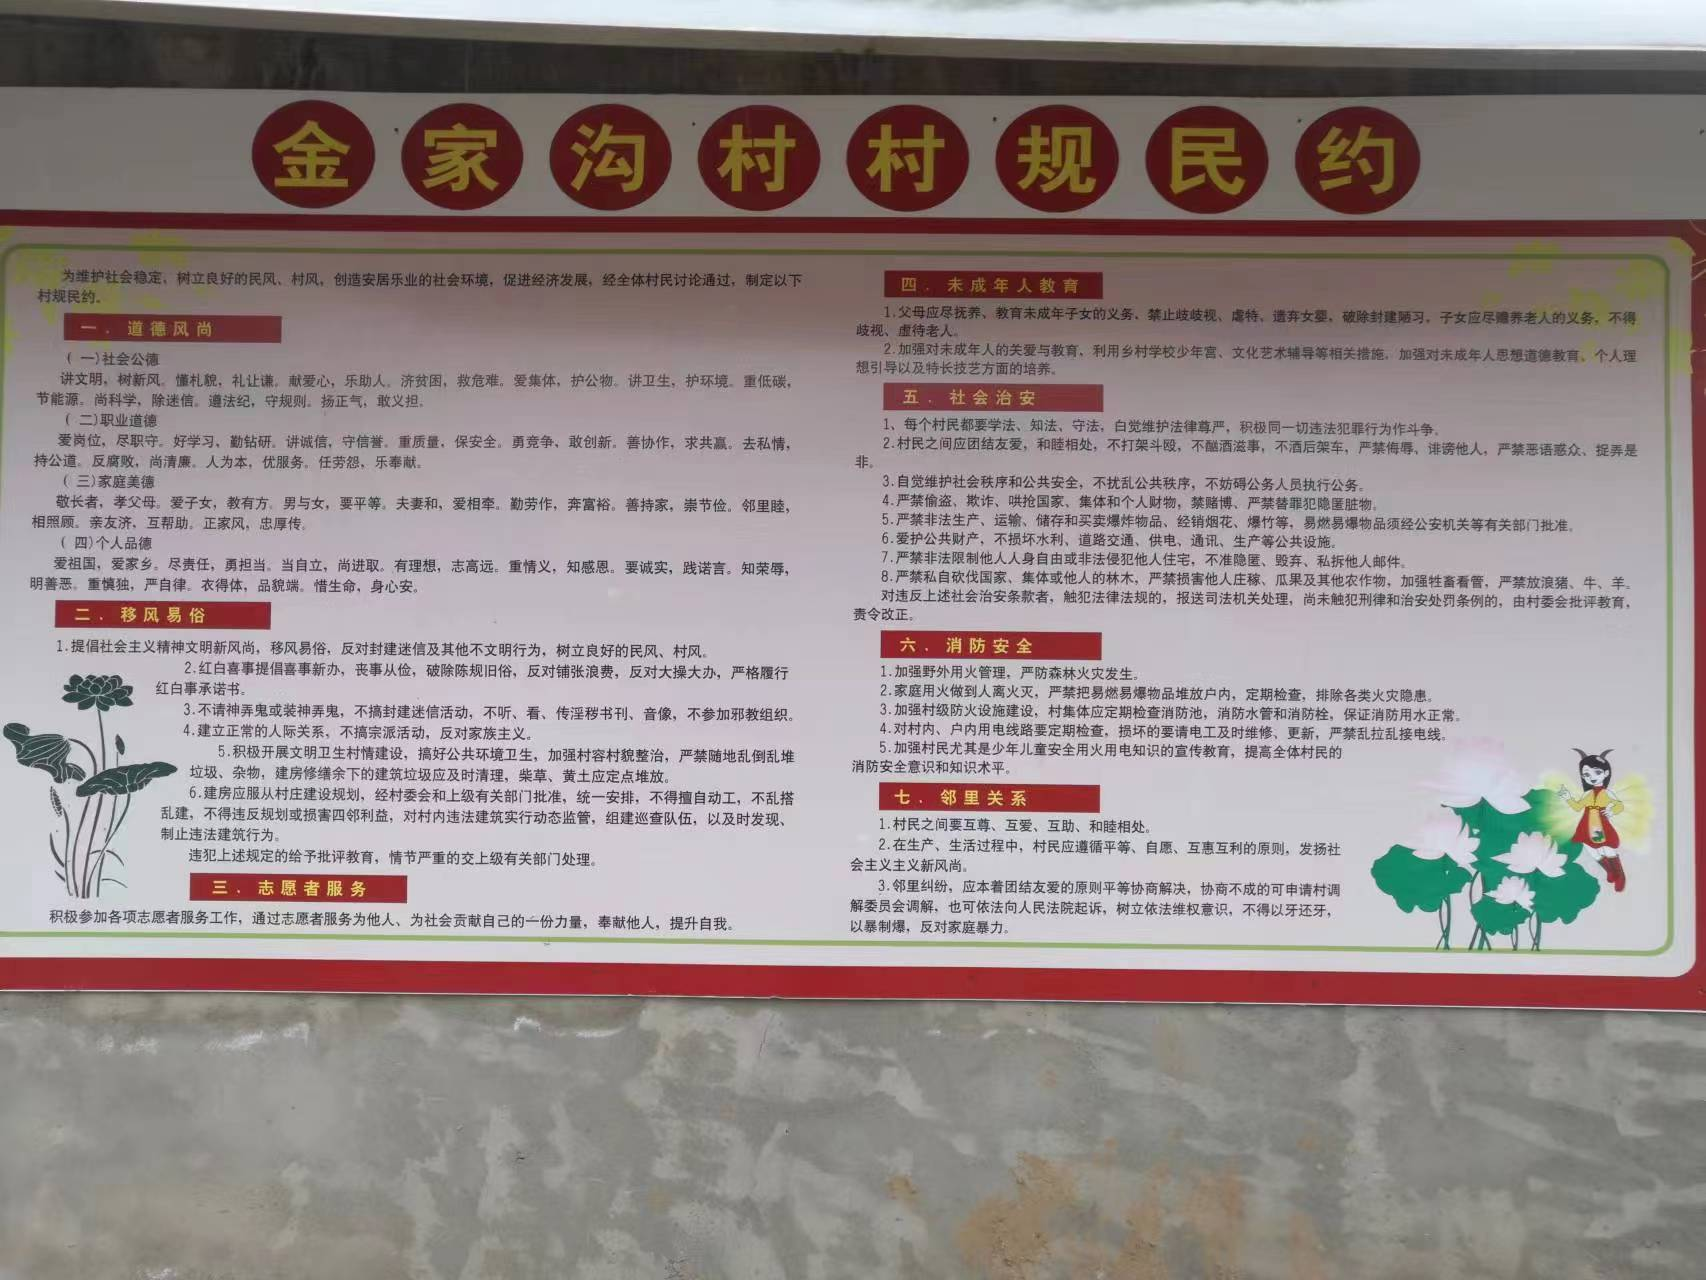 金家沟村村规民约
为维护社会稳定，树立良好的民风、村风，创造安居乐业的社会环境，促进经济发展，经全体村民讨论通过，制定以下
村规民约。
一．道德风尚
(一)社会公德
讲文明，树新风。懂札貌，礼让谦。献爱心，乐助人。济贫困，救危难。爱集体，护公物。讲卫生，护环境。重低碳，
节能源。尚科学，除迷信。遵法纪，守规则。扬正气，敢义担。
(二)职业道德
爱岗位，尽职守。好学习，勤钻研。讲诚信，守信誉。重质量，保安全。勇竞争，敢创新。善协作，求共赢。去私情，
持公道。反腐败，尚清廉。人为本，优服务。任劳怨，乐奉献。
(三)家庭美德
敬长者，孝父母。爱子女，教有方。男与女，要平等。夫妻和，爱相牵。勤劳作，奔富裕。善持家，崇节俭。邻里睦，
相照顾。亲友济，互帮助。正家风，忠厚传。
(四)个人品德
爱祖国，爱家乡。尽责任，勇担当。当自立，尚进取。有理想，志高远。重情义，知感恩。要诚实，践诺言。知荣辱，
明善恶。重慎独，严自律。衣得体，品貌端。惜生命，身心安。
二．移风易俗
1.提倡社会主义精神文明新风尚，移风易俗，反对封建迷信及其他不文明行为，树立良好的民风、村风。
2.红白喜事提倡喜事新办，丧事从俭，破除陈规旧俗，反对铺张浪费，反对大操大办，严格履行
红白事承诺书。
3.不请神弄鬼或装神弄鬼，不搞封建迷信活动，不听、看、传淫秽书刊、音像，不参加邪教组织。
4.建立正常的人际关系，不搞宗派活动，反对家族主义。
5.积极开展文明卫生村情建设，搞好公共环境卫生，加强村容村貌整治，严禁随地乱倒乱堆
垃圾、杂物，建房修缮余下的建筑垃圾应及时清理，柴草、黄土应定点堆放。
6.建房应服从村庄建设规划，经村委会和上级有关部门批准，统一安排，不得擅自动工，不乱搭
乱建，不得违反规划或损害四邻利益，对村内违法建筑实行动态监管，组建巡查队伍，以及时发现、
制止违法建筑行为。
违犯上述规定的给予批评教育，情节严重的交上级有关部门处理。
三．志愿者服务
积极参加各项志愿者服务工作，通过志愿者服务为他人、为社会贡献自己的一份力量，奉献他人，提升自我。
四．未成年人教育
1.父母应尽抚养、教育未成年子女的义务、禁止歧歧视、虐特、遗弃女婴，破除封建陋习。子女应尽赡养老人的义务，不得
歧视、虚待老人。
2.加强对未成年人的关爱与教育，利用乡村学校少年宫、文化艺术辅导等相关措施，加强对未成年人思想道德教育、个人理
想引导以及特长技艺方面的培养。
五．社会治安
1、每个村民都要学法、知法、守法，白觉维护法律尊严，积极同一切违法犯罪行为作斗争。
2.村民之间应团结友爱，和睦相处，不打架斗殴，不酗酒滋事，不酒后架车，严禁侮辱、诽谤他人，严禁恶语惑众、捉弄是
非。
3.自觉维护社会秩序和公共安全，不扰乱公共秩序，不妨碍公务人员执行公务。
4.严禁偷盗、欺诈、哄抢国家、集体和个人财物，禁赌博、严禁替罪犯隐匿脏物。
5.严禁非法生产、运输、储存和买卖爆炸物品、经销烟花、爆竹等，易燃易爆物品须经公安机关等有关部门批准。
6.爱护公共财产，不损坏水利、道路交通、供电、通讯、生产等公共设施。
7.严禁非法限制他人人身自由或非法侵犯他人住宅，不准隐匿、毁弃、私拆他人邮件。
8.严禁私自砍伐国家、集体或他人的林木，严禁损害他人庄稼、瓜果及其他农作物，加强牲畜看管，严禁放浪猪、牛、羊。
对违反上述社会治安条款者，触犯法律法规的，报送司法机关处理，尚未触犯刑律和治安处罚条例的，由村委会批评教育，
责令改正。
六．消防安全
1.加强野外用火管理，严防森林火灾发生。
2.家庭用火做到人离火灭，严禁把易燃易爆物品堆放户内，定期检查，排除各类火灾隐患。
3.加强村级防火设施建设，村集体应定期检查消防池，消防水管和消防栓，保证消防用水正常。
4.对村内、户内用电线路要定期检查，损坏的要请电工及时维修、更新，严禁乱拉乱接电线。
5.加强村民尤其是少年儿童安全用火用电知识的宣传教育，提高全体村民的
消防安全意识和知识术平。
七．邻里关系
1.村民之间要互尊、互爱、互助、和睦相处。
2.在生产、生活过程中，村民应遵循平等、自愿、互惠互利的原则，发扬社
会主义主义新风尚。
3.邻里纠纷，应本着团结友爱的原则平等协商解决，协商不成的可申请村调
解委员会调解，也可依法向人民法院起诉，树立依法维权意识，不得以牙还牙，
以暴制爆，反对家庭暴力。